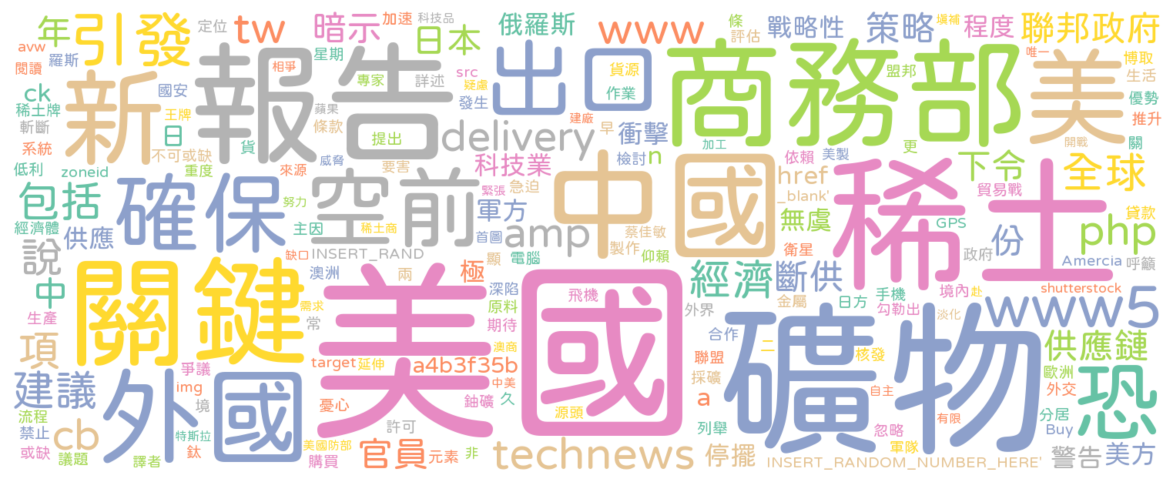 年 引發 tw 暗示 加速 科技品 俄羅斯 www 戰略性 策略 條 程度 填補 聯邦政府
avw 羅斯 定位 星期 日本 評估 唯一 博取
閱讀 新 報告 相爭 專家 詳述 src 疑慮 出口 貨源 商務部 盟邦 美 生活
ck 國安 王牌 蘋果 發生 作業 優勢
稀土牌 斬斷 日 條款 提出 delivery 建廠 早 衝擊 加工 開戰 推升
系統 不可或缺 貨 要害 科技業 檢討 n 依賴 美製 更 下令 關
低利 zoneid 重度 來源 威脅 緊張 急迫 中國 href 稀土 全球
包括 確保 努力 空前 軍方 _blank' 貿易戰 貸款
經濟體 供應 主因 稀土商 首圖 amp 電腦 蔡佳敏 製作 仰賴 無虞 GPS 份 php
說 缺口 INSERT_RAND 顯 衛星 政府 Amercia 呼籲
中 關鍵 美國 澳洲 兩 極 深陷 飛機 外界 經濟 斷供 金屬 日方 手機 境內 赴 shutterstock
生產 需求 常 原料 期待 勾勒出 淡化 www5
項 爭議 target 延伸 澳商 中美 a4b3f35b 合作 二 礦物 供應鏈
建議 外國 img 境 憂心 鈾礦 久 聯盟 採礦 a 核發 自主 歐洲 恐
流程 禁止 特斯拉 許可 源頭 列舉 忽略 有限 外交 分居
或缺 cb 議題 譯者 鈦 美國防部 購買 官員 元素 非 technews 停擺 軍隊 Buy 警告 美方
INSERT_RANDOM_NUMBER_HERE'